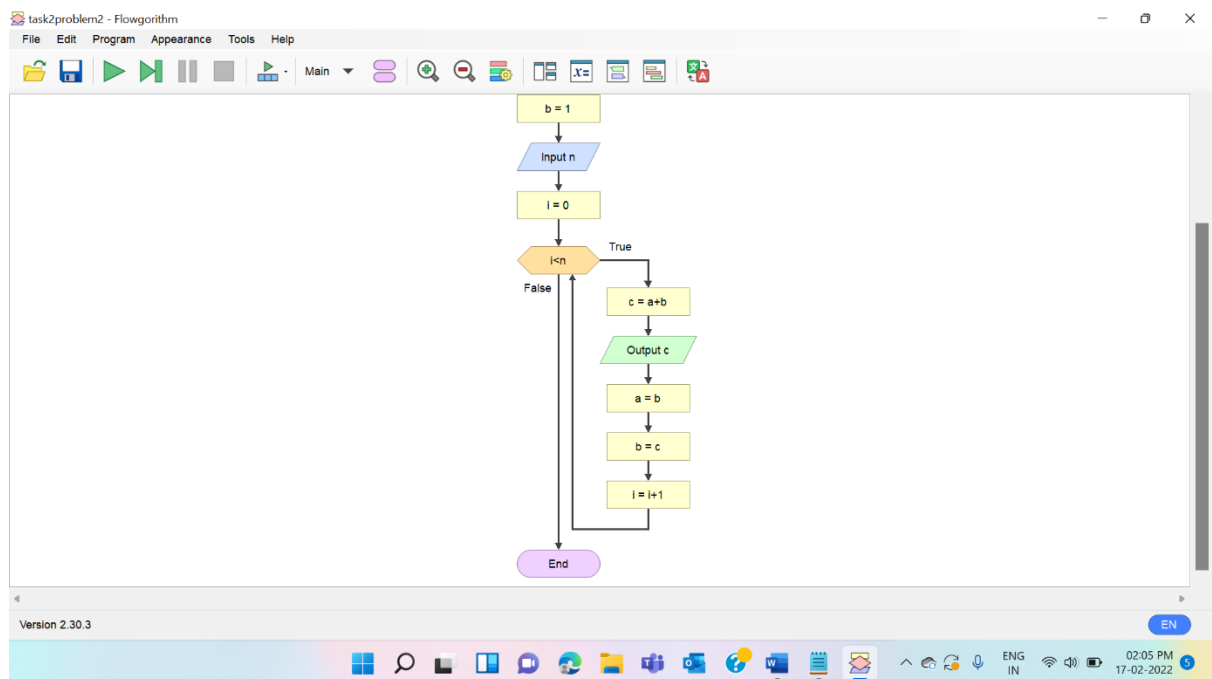 task2problem2 - Flowgorithm
File Edit Program Appearance Tools Help
Main x=
b = 1
Input n
i = 0
i<n
True
False
c = a+b
Output c
a = b
b = c
i = i+1
End
Version 2.30.3
EN
ENG
IN
02:05 PM
17-02-2022
5